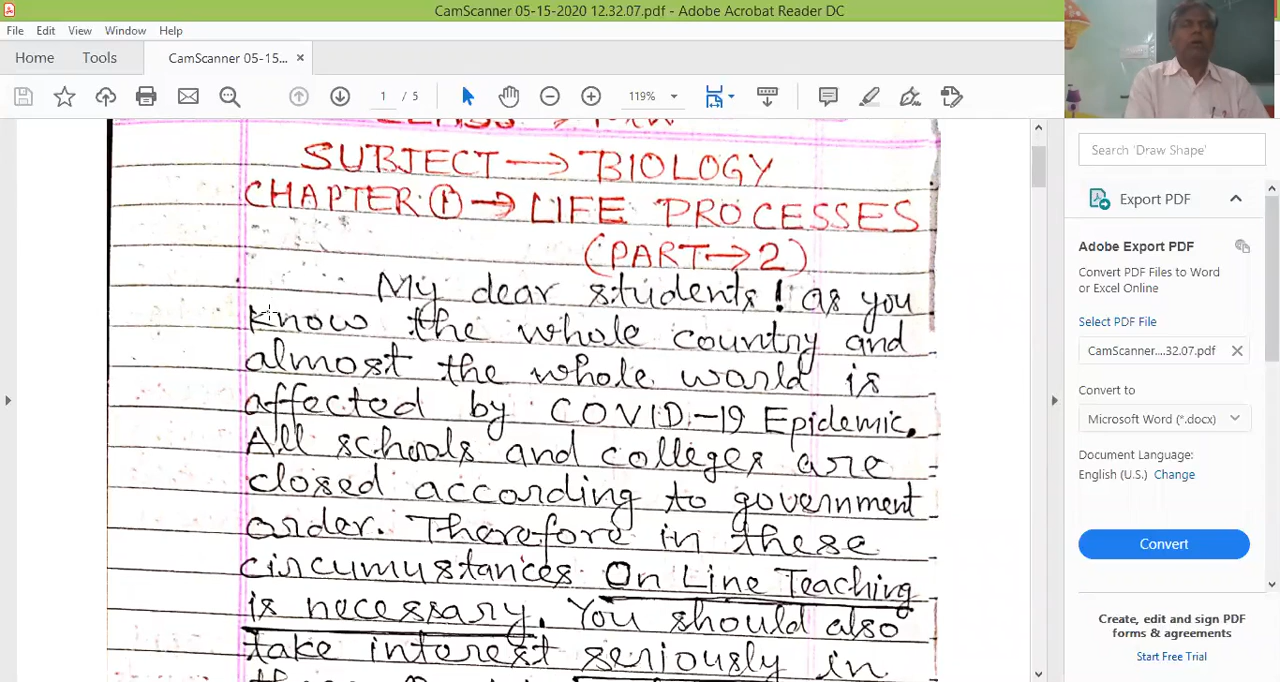 CamScanner 05-15-2020 12.32.07.pdf - Adobe Acrobat Reader DC
File Edit View Window Help
Home Tools CamScanner 05-15... ×
1 / 5 119%
SUBJECT → BIOLOGY
CHAPTER ① → LIFE PROCESSES
(PART → 2)
My dear students! as you
know the whole country and
almost the whole world is
affected by COVID-19 Epidemic.
All schools and colleges are
closed according to government
order. Therefore in these
circumustances On Line Teaching
is necessary. You should also
take interest seriously in
Search 'Draw Shape'
Export PDF
Adobe Export PDF
Convert PDF Files to Word
or Excel Online
Select PDF File
CamScanner....32.07.pdf ×
Convert to
Microsoft Word (*.docx)
Document Language:
English (U.S.) Change
Convert
Create, edit and sign PDF
forms & agreements
Start Free Trial